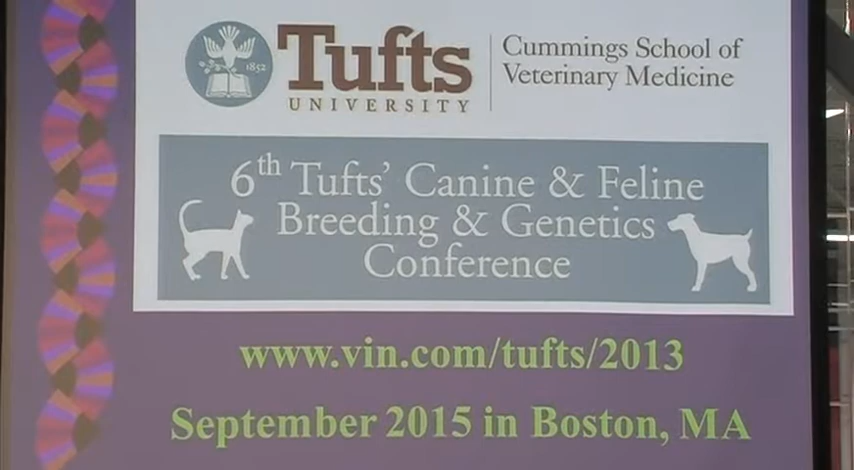 1852
Tufts
UNIVERSITY
Cummings School of
Veterinary Medicine
6th Tufts' Canine & Feline
Breeding & Genetics
Conference
www.vin.com/tufts/2013
September 2015 in Boston, MA